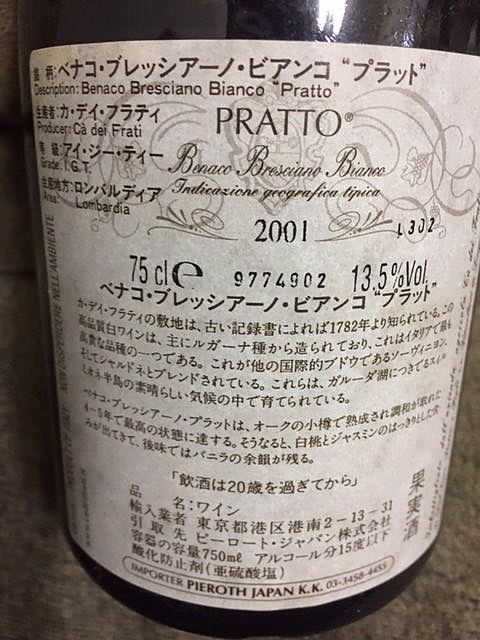 銘柄:ベナコ・ブレッシアーノ・ビアンコ “プラット”
Description: Benaco Bresciano Bianco “Pratto”
生産者:カ・デイ・フラティ
Producer: Cà dei Frati
PRATTO®
等級:アイ・ジー・ティー
Grade: I.G.T.
Benaco Bresciano Bianco
生産地方:ロンバルディア
Area: Lombardia
Indicazione geografica tipica
2001
L302
75 cl e 9774902 13.5%Vol.
ベナコ・ブレッシアーノ・ビアンコ “プラット”
カ・デイ・フラティの敷地は、古い記録書によれば1782年より知られている。この
高品質白ワインは、主にルガーナ種から造られており、これはイタリアで最も
高貴な品種の一つである。これが他の国際的ブドウであるソーヴィニヨン、
そしてシャルドネとブレンドされている。これらは、ガルーダ湖につきでるスィル
ミオネ半島の素晴らしい気候の中で育てられている。
ベナコ・ブレッシアーノ・プラットは、オークの小樽で熟成され調和が取れた
4-5年で最高の状態に達する。そうなると、白桃とジャスミンのはっきりした
みが出てきて、後味ではバニラの余韻が残る。
「飲酒は20歳を過ぎてから」
品名:ワイン
輸入業者 東京都港区港南2-13-31
引取先 ピーロート・ジャパン株式会社
容器の容量750mℓ アルコール分15度以下
酸化防止剤(亜硫酸塩)
果実酒
IMPORTER PIEROTH JAPAN K.K. 03-3458-4455
NON DISPERDERE NELL'AMBIENTE